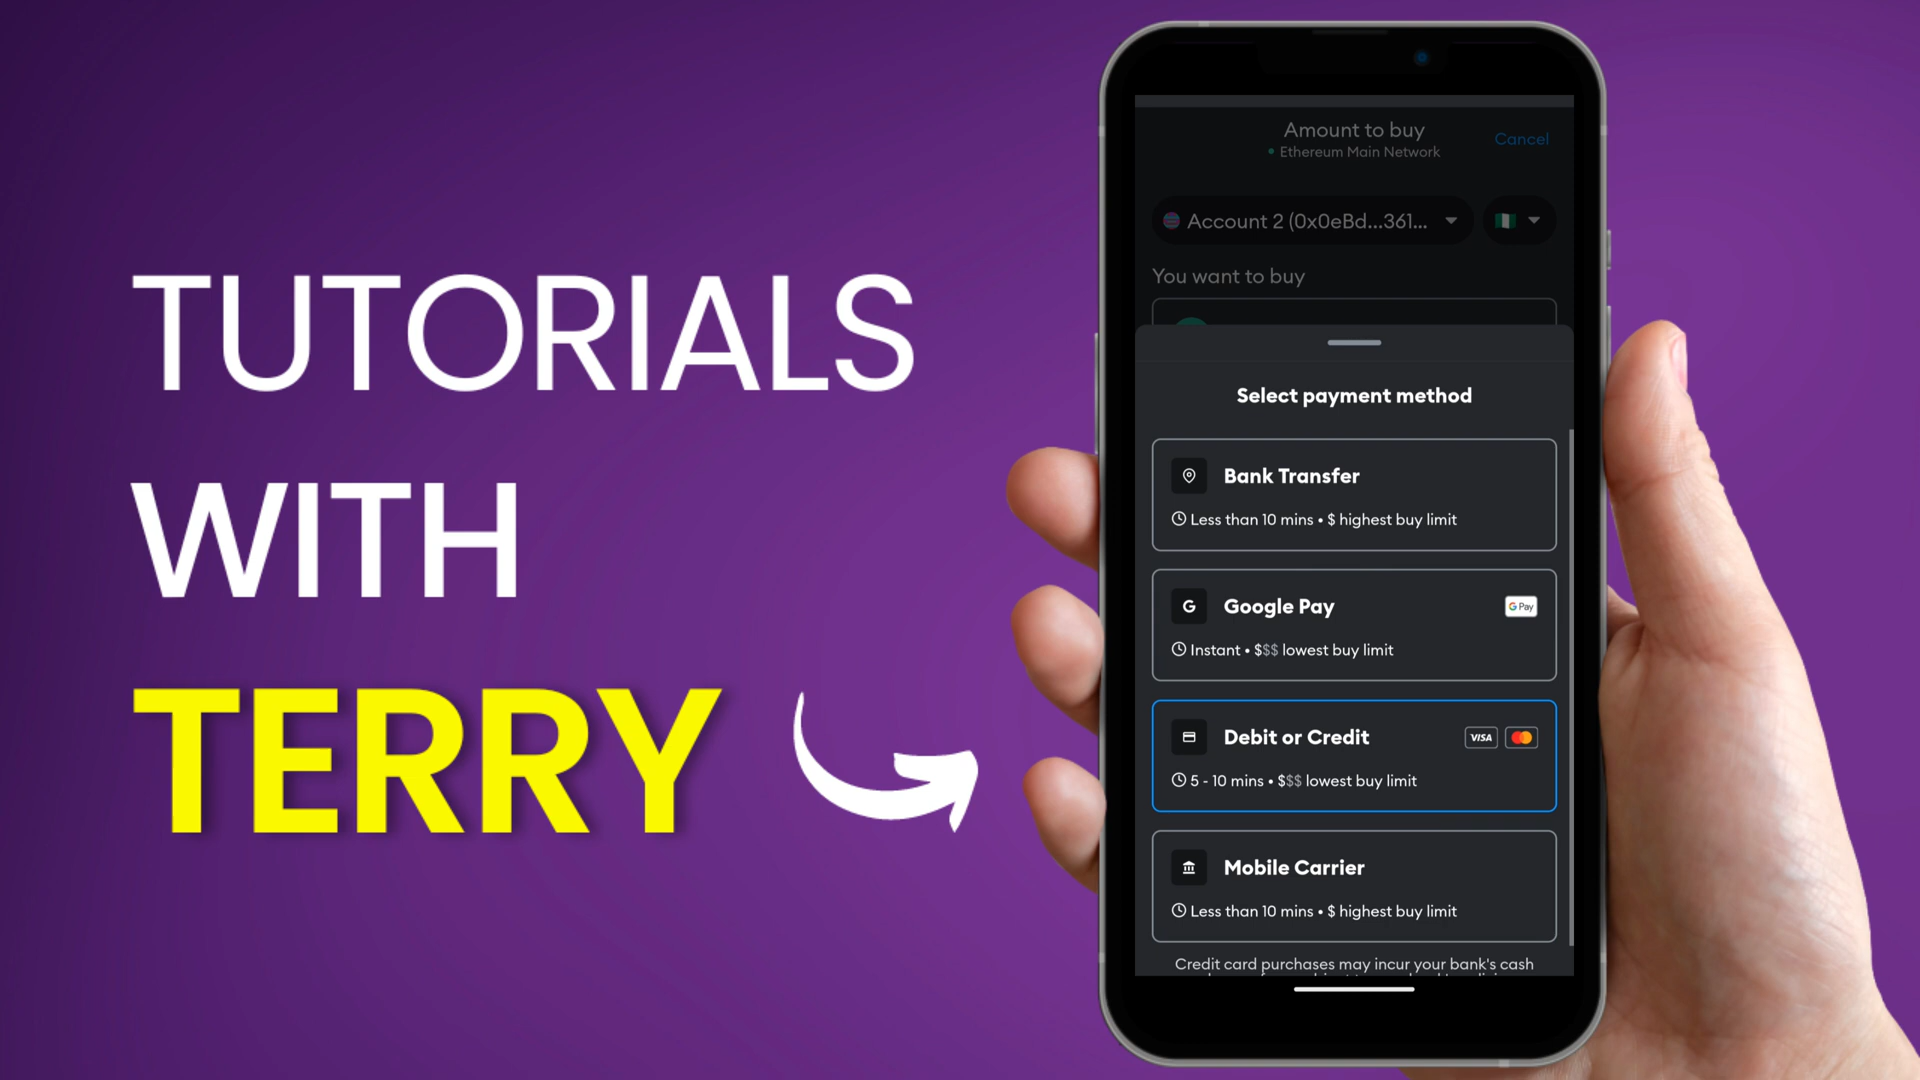 TUTORIALS
WITH
TERRY
Amount to buy
Ethereum Main Network
Cancel
Account 2 (0x0eBd...361...
You want to buy
Select payment method
Bank Transfer
Less than 10 mins • $ highest buy limit
Google Pay
G Pay
Instant • $$$ lowest buy limit
Debit or Credit
VISA
5 - 10 mins • $$$ lowest buy limit
Mobile Carrier
Less than 10 mins • $ highest buy limit
Credit card purchases may incur your bank's cash